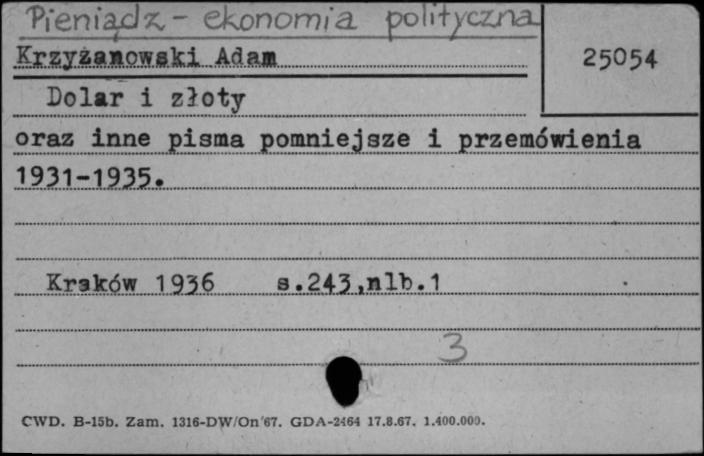 Pieniądz - ekonomia polityczna
Krzyżanowski Adam
25054
Dolar i złoty
oraz inne pisma pomniejsze i przemówienia
1931-1935.
Kraków 1936 s.243,nlb.1
3
CWD. B-15b. Zam. 1316-DW/On/67. GDA-2464 17.8.67. 1.400.000.